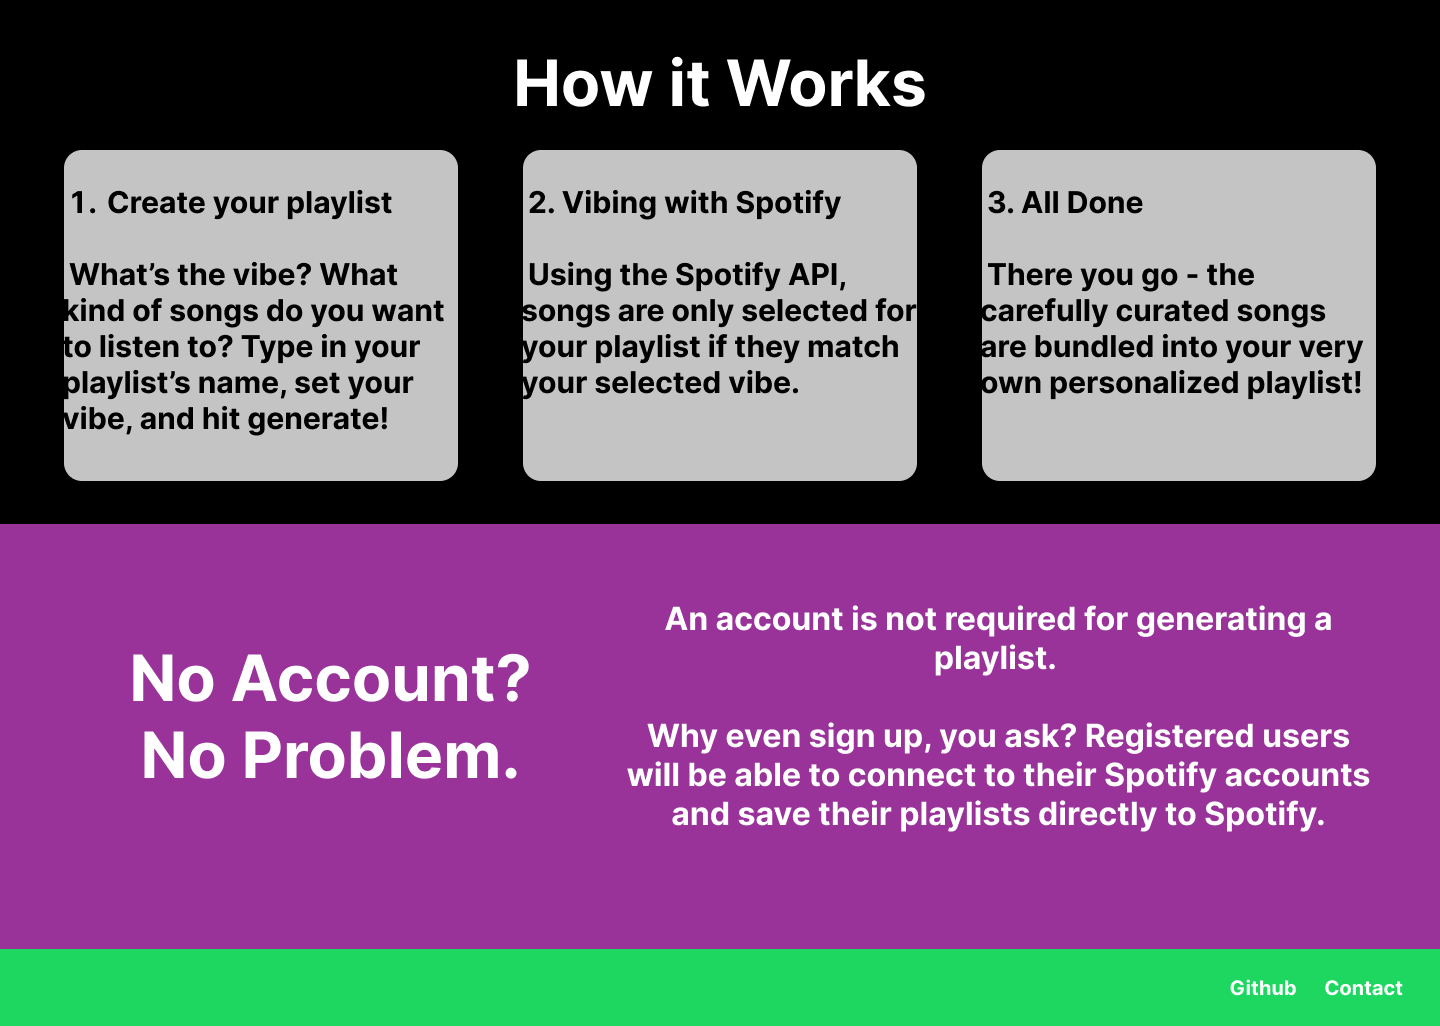 How it Works
1. Create your playlist
What’s the vibe? What
kind of songs do you want
to listen to? Type in your
playlist’s name, set your
vibe, and hit generate!
2. Vibing with Spotify
Using the Spotify API,
songs are only selected for
your playlist if they match
your selected vibe.
3. All Done
There you go - the
carefully curated songs
are bundled into your very
own personalized playlist!
No Account?
No Problem.
An account is not required for generating a
playlist.
Why even sign up, you ask? Registered users
will be able to connect to their Spotify accounts
and save their playlists directly to Spotify.
Github Contact